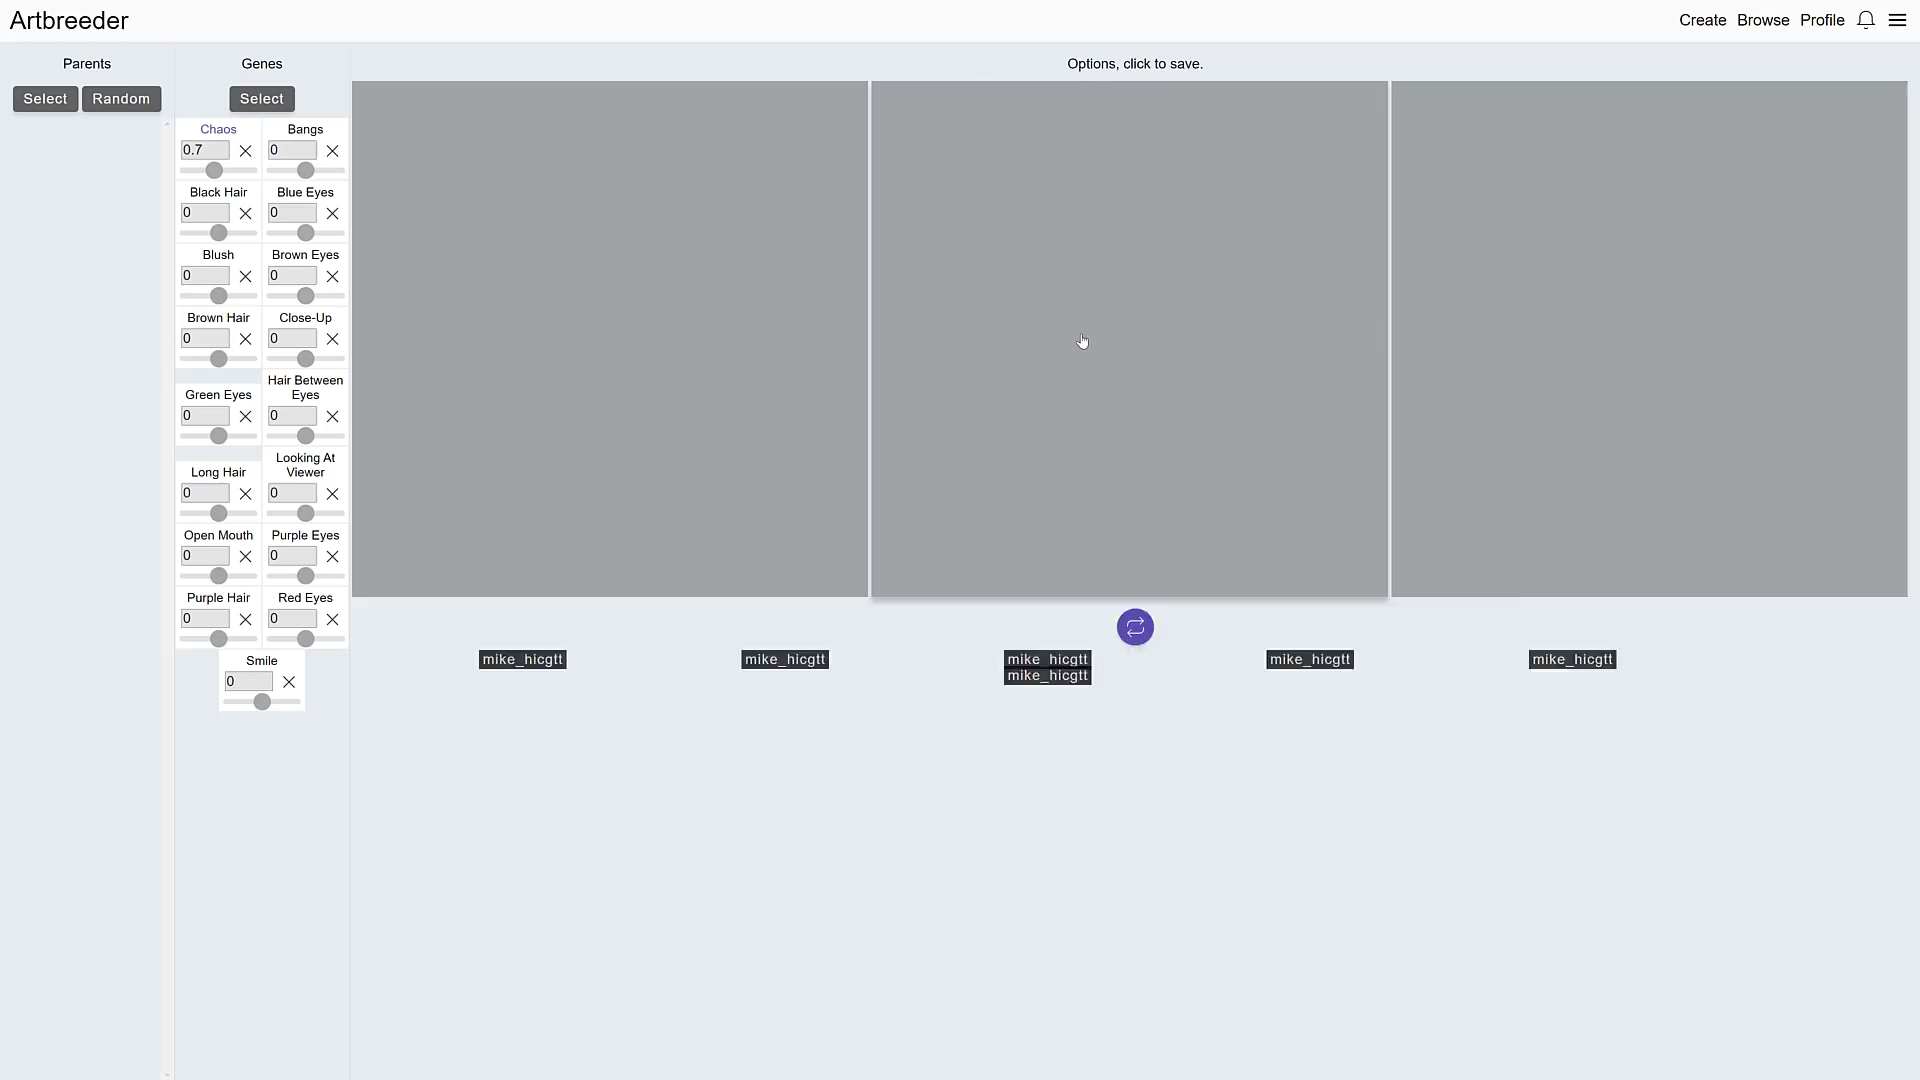 Artbreeder
Create Browse Profile
Parents
Genes
Options, click to save.
Select Random
Select
Chaos Bangs
0.7 0
Black Hair Blue Eyes
0 0
Blush Brown Eyes
0 0
Brown Hair Close-Up
0 0
Green Eyes Hair Between
Eyes
0 0
Long Hair Looking At
Viewer
0 0
Open Mouth Purple Eyes
0 0
Purple Hair Red Eyes
0 0
Smile
0
mike_hicgtt mike_hicgtt mike_hicgtt mike_hicgtt mike_hicgtt
mike_hicgtt